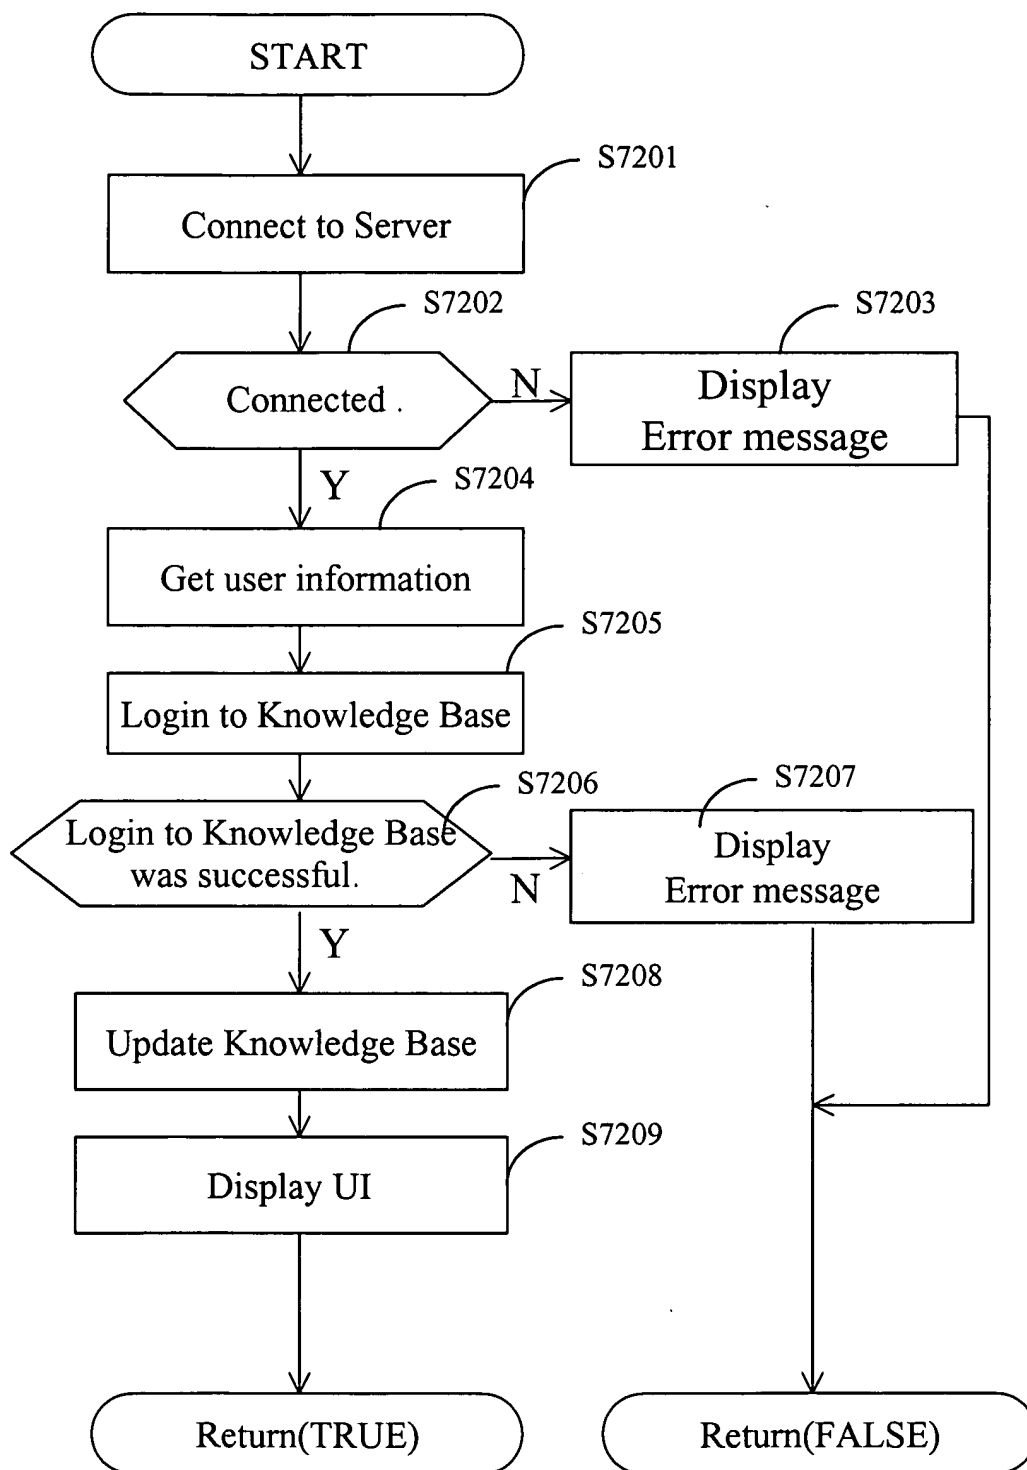 START
S7201
Connect to Server
S7202
S7203
Connected .
N
Display
Error message
Y
S7204
Get user information
S7205
Login to Knowledge Base
S7206
S7207
Login to Knowledge Base
was successful.
N
Display
Error message
Y
S7208
Update Knowledge Base
S7209
Display UI
Return(TRUE)
Return(FALSE)